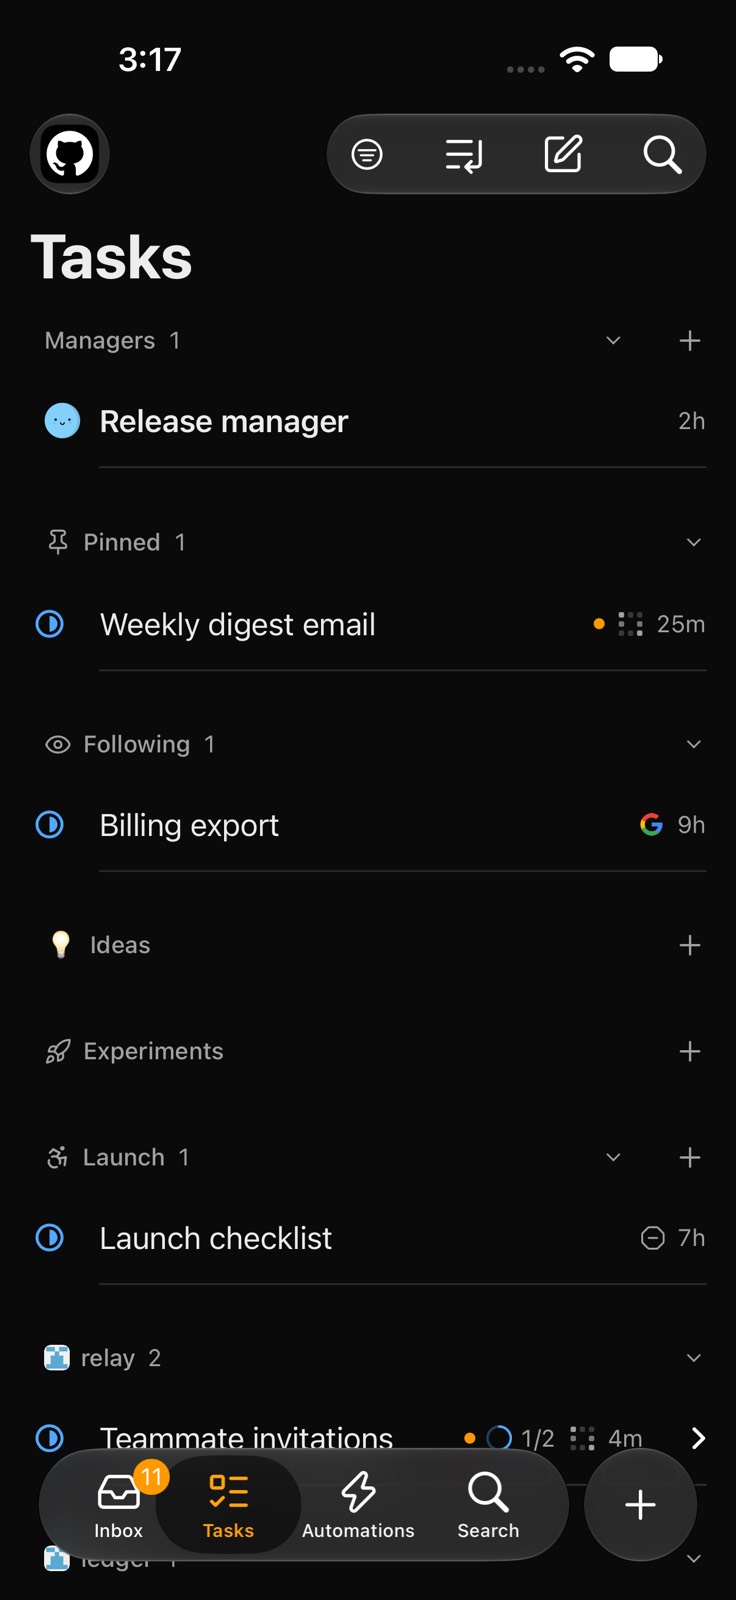 3:17
Tasks
Managers 1
Release manager 2h
Pinned 1
Weekly digest email 25m
Following 1
Billing export 9h
Ideas
Experiments
Launch 1
Launch checklist 7h
relay 2
Teammate invitations 1/2 4m
11
Inbox Tasks Automations Search
ledger 1